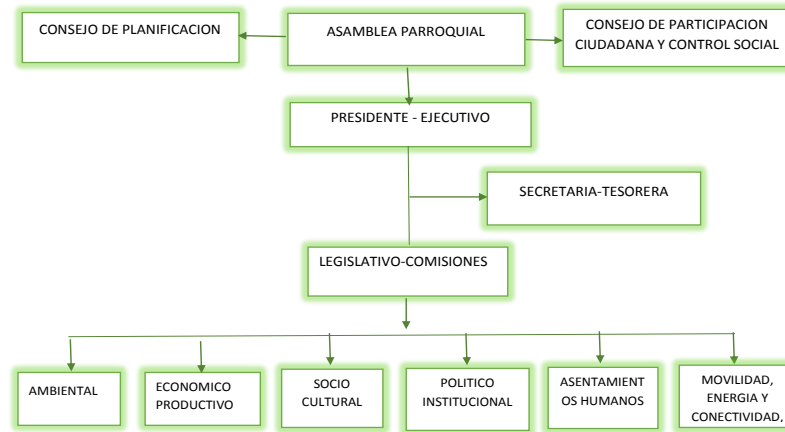 CONSEJO DE PLANIFICACION
ASAMBLEA PARROQUIAL
CONSEJO DE PARTICIPACION
CIUDADANA Y CONTROL SOCIAL
PRESIDENTE - EJECUTIVO
SECRETARIA-TESORERA
LEGISLATIVO-COMISIONES
AMBIENTAL
ECONOMICO
PRODUCTIVO
SOCIO
CULTURAL
POLITICO
INSTITUCIONAL
ASENTAMIENT
OS HUMANOS
MOVILIDAD,
ENERGIA Y
CONECTIVIDAD,